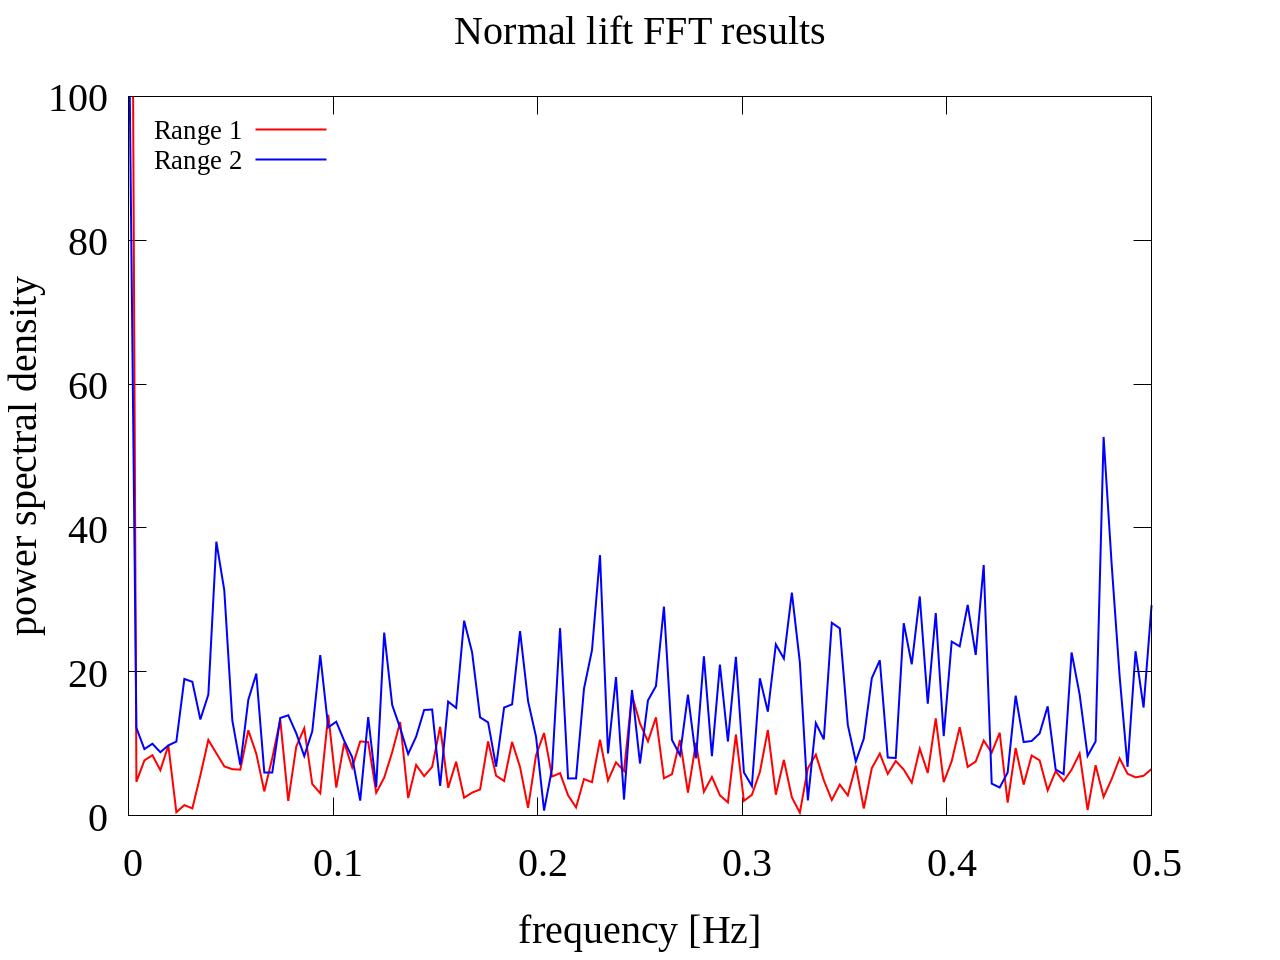 Normal lift FFT results
100
80
60
40
20
0
power spectral density
Range 1
Range 2
0 0.1 0.2 0.3 0.4 0.5
frequency [Hz]